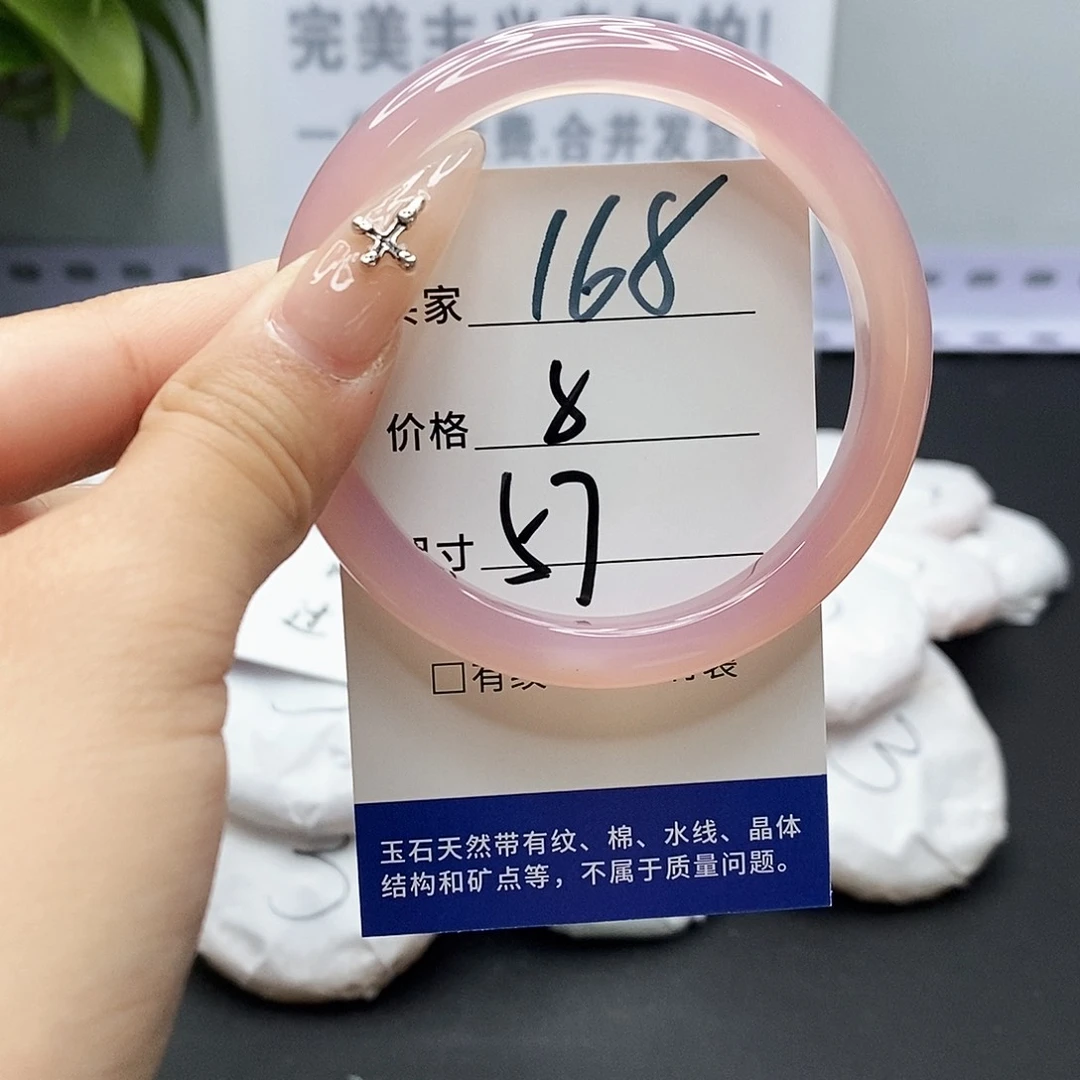 完美主义
费.合并发货
家 168
价格 8
寸 57
□有纹
玉石天然带有纹、棉、水线、晶体
结构和矿点等，不属于质量问题。